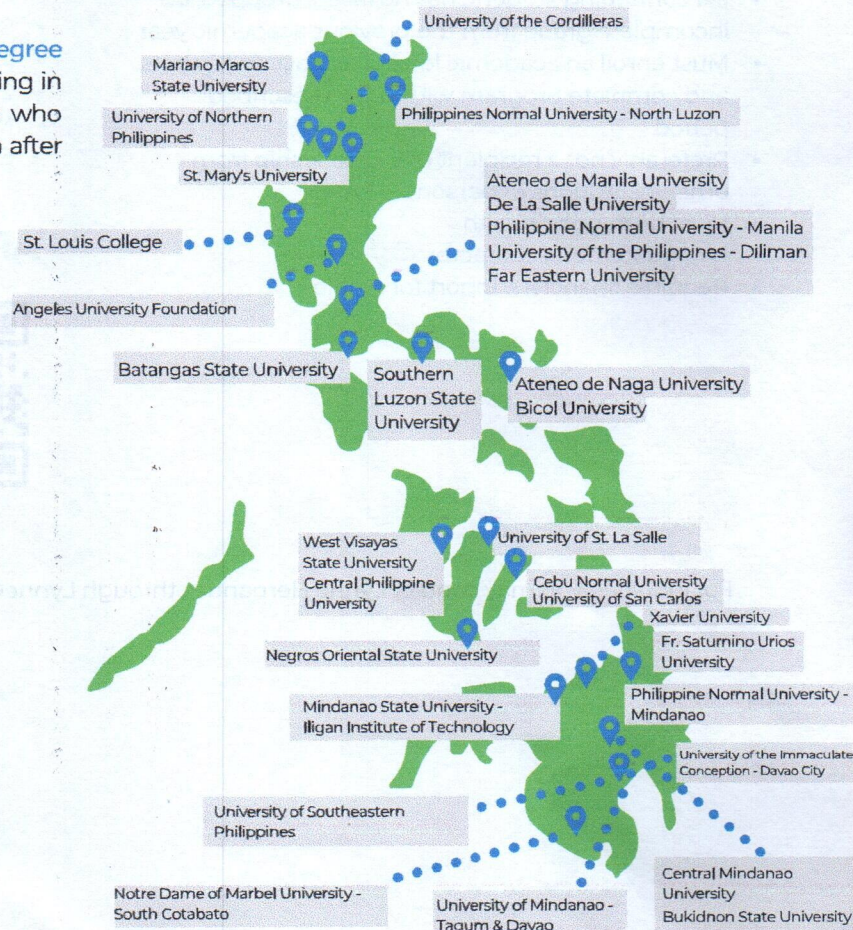 University of the Cordilleras
egree
ing in
who
after
Mariano Marcos
State University
Philippines Normal University - North Luzon
University of Northern
Philippines
St. Mary's University
Ateneo de Manila University
De La Salle University
Philippine Normal University - Manila
University of the Philippines - Diliman
Far Eastern University
St. Louis College
Angeles University Foundation
Batangas State University
Southern
Luzon State
University
Ateneo de Naga University
Bicol University
West Visayas
State University
Central Philippine
University
University of St. La Salle
Cebu Normal University
University of San Carlos
Xavier University
Fr. Saturnino Urios
University
Negros Oriental State University
Philippine Normal University -
Mindanao
Mindanao State University -
Iligan Institute of Technology
University of the Immaculate
Conception - Davao City
University of Southeastern
Philippines
Central Mindanao
University
Bukidnon State University
Notre Dame of Marbel University -
South Cotabato
University of Mindanao -
Tagum & Davao